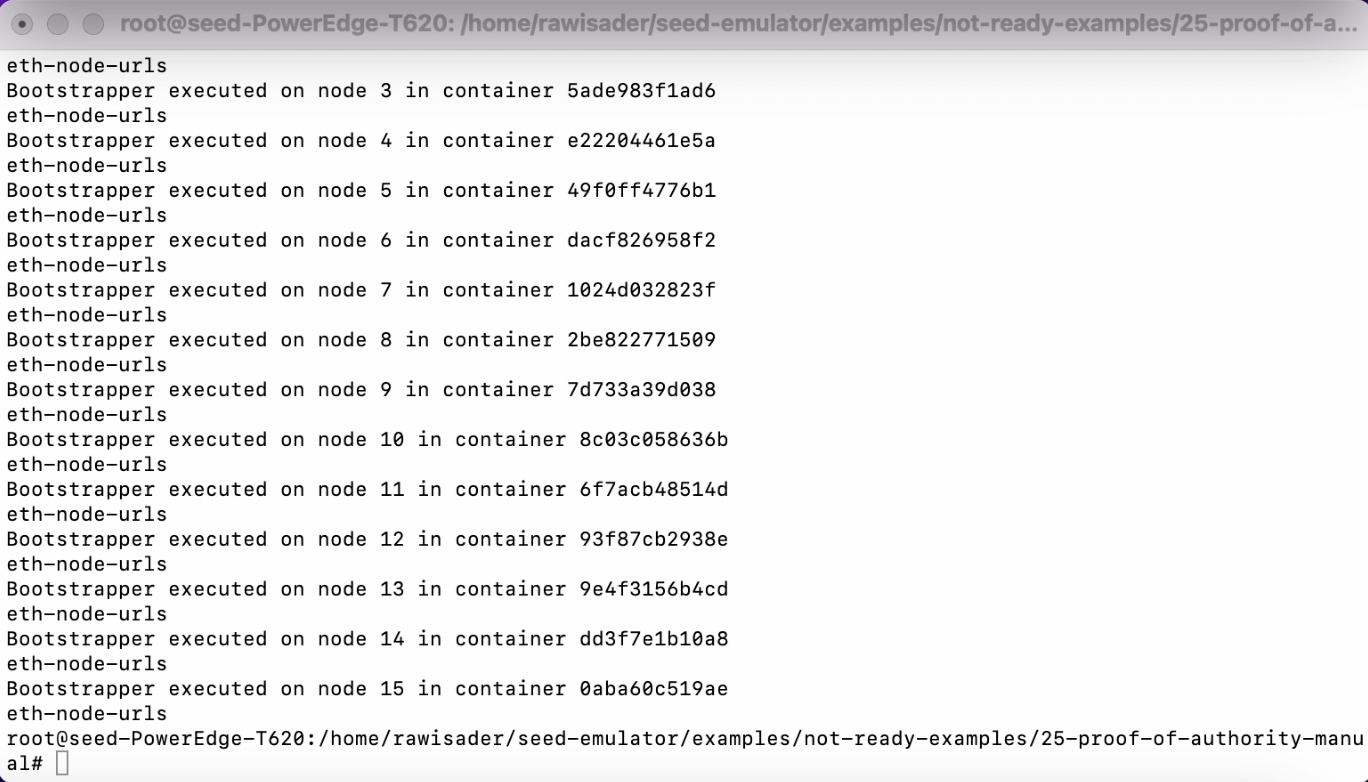 root@seed-PowerEdge-T620: /home/rawisader/seed-emulator/examples/not-ready-examples/25-proof-of-a...
eth-node-urls
Bootstrapper executed on node 3 in container 5ade983f1ad6
eth-node-urls
Bootstrapper executed on node 4 in container e22204461e5a
eth-node-urls
Bootstrapper executed on node 5 in container 49f0ff4776b1
eth-node-urls
Bootstrapper executed on node 6 in container dacf826958f2
eth-node-urls
Bootstrapper executed on node 7 in container 1024d032823f
eth-node-urls
Bootstrapper executed on node 8 in container 2be822771509
eth-node-urls
Bootstrapper executed on node 9 in container 7d733a39d038
eth-node-urls
Bootstrapper executed on node 10 in container 8c03c058636b
eth-node-urls
Bootstrapper executed on node 11 in container 6f7acb48514d
eth-node-urls
Bootstrapper executed on node 12 in container 93f87cb2938e
eth-node-urls
Bootstrapper executed on node 13 in container 9e4f3156b4cd
eth-node-urls
Bootstrapper executed on node 14 in container dd3f7e1b10a8
eth-node-urls
Bootstrapper executed on node 15 in container 0aba60c519ae
eth-node-urls
root@seed-PowerEdge-T620:/home/rawisader/seed-emulator/examples/not-ready-examples/25-proof-of-authority-manu
al#